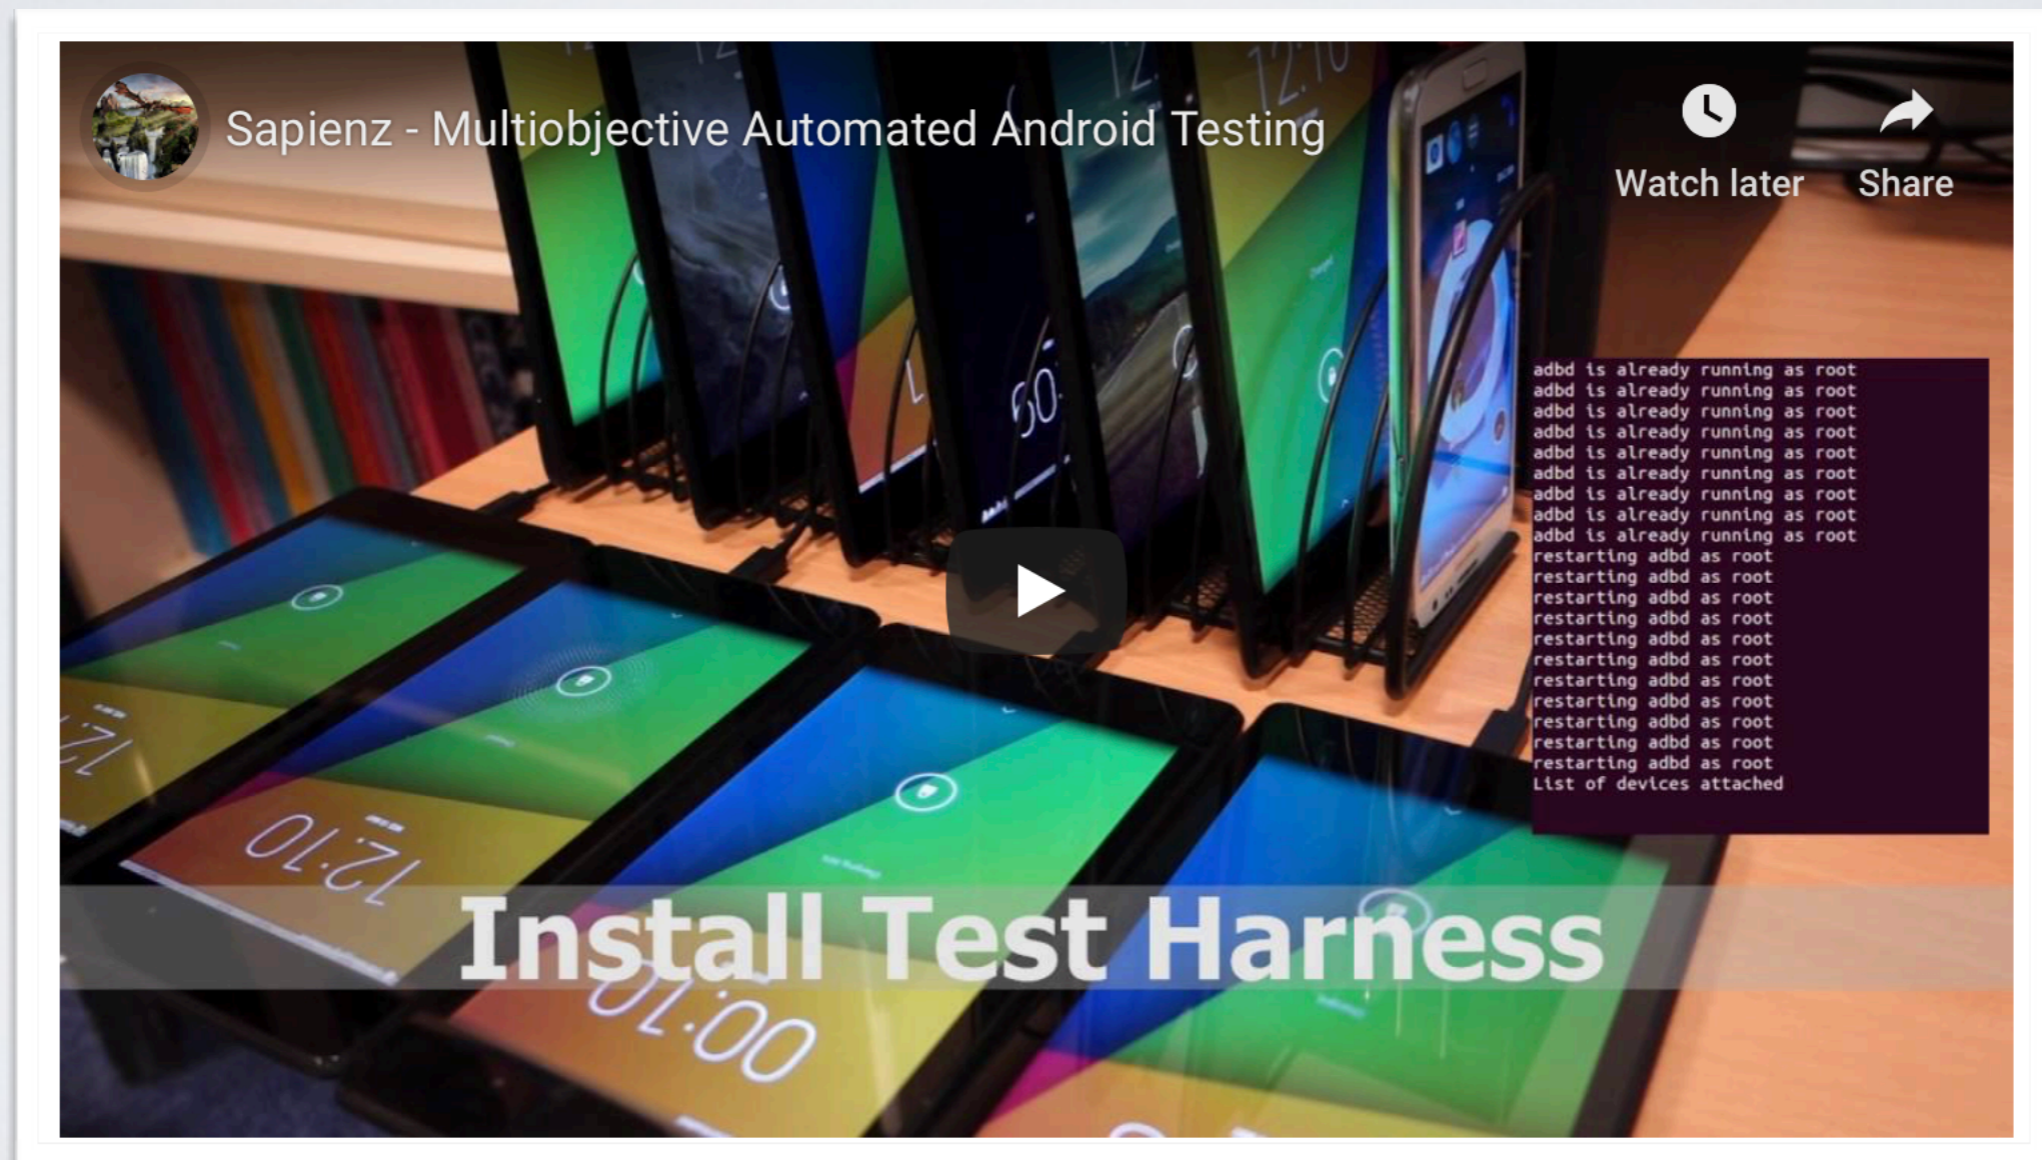 Sapienz - Multiobjective Automated Android Testing
Watch later
Share
12:10
adbd is already running as root
adbd is already running as root
adbd is already running as root
adbd is already running as root
adbd is already running as root
adbd is already running as root
adbd is already running as root
adbd is already running as root
adbd is already running as root
restarting adbd as root
restarting adbd as root
restarting adbd as root
restarting adbd as root
restarting adbd as root
restarting adbd as root
restarting adbd as root
restarting adbd as root
restarting adbd as root
restarting adbd as root
restarting adbd as root
List of devices attached
12:10
Install Test Harness
00:10